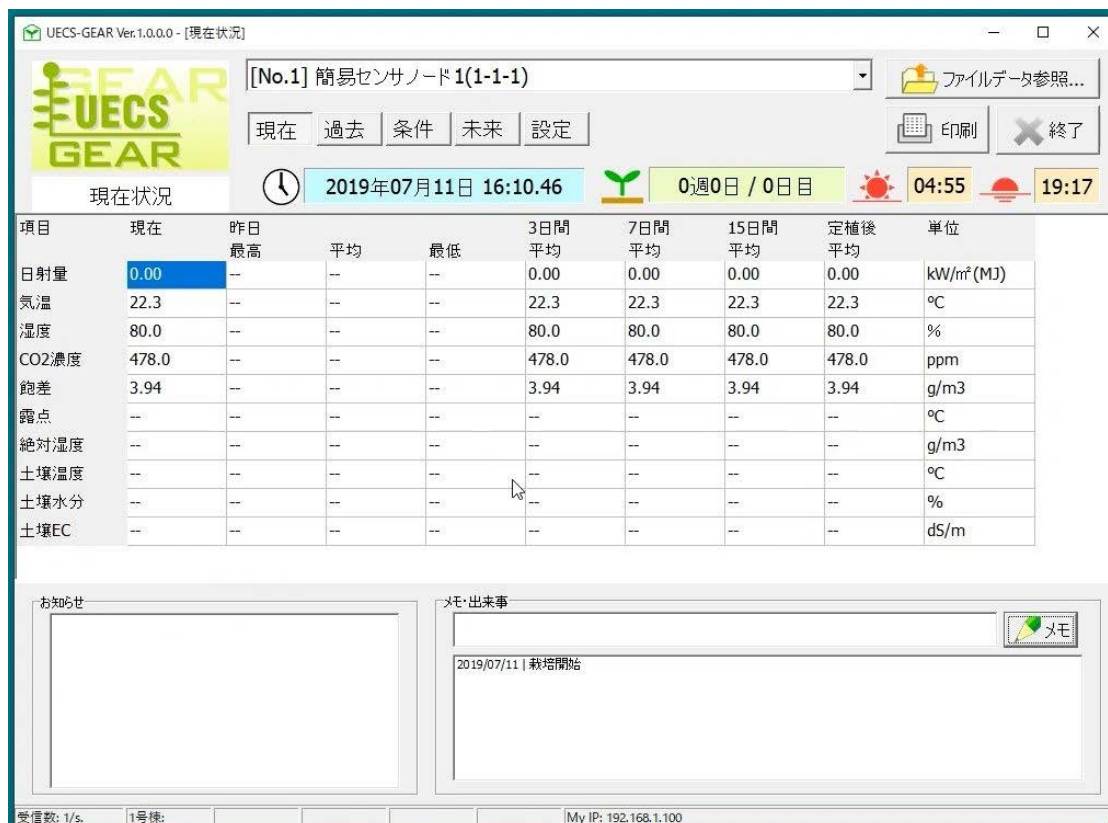 UECS-GEAR Ver.1.0.0.0 - [現在状況]
GEAR
UECS
GEAR
現在状況
[No.1] 簡易センサノード1(1-1-1)
ファイルデータ参照...
現在 過去 条件 未来 設定
印刷 終了
2019年07月11日 16:10.46 0週0日 / 0日目 04:55 19:17
項目 現在 昨日 3日間 7日間 15日間 定植後 単位
最高 平均 最低 平均 平均 平均 平均
日射量 0.00 -- -- -- 0.00 0.00 0.00 0.00 kW/㎡(MJ)
気温 22.3 -- -- -- 22.3 22.3 22.3 22.3 ºC
湿度 80.0 -- -- -- 80.0 80.0 80.0 80.0 %
CO2濃度 478.0 -- -- -- 478.0 478.0 478.0 478.0 ppm
飽差 3.94 -- -- -- 3.94 3.94 3.94 3.94 g/m3
露点 -- -- -- -- -- -- -- -- ºC
絶対湿度 -- -- -- -- -- -- -- -- g/m3
土壌温度 -- -- -- -- -- -- -- -- ºC
土壌水分 -- -- -- -- -- -- -- -- %
土壌EC -- -- -- -- -- -- -- -- dS/m
お知らせ
メモ・出来事
メモ
2019/07/11 | 栽培開始
受信数: 1/s. 1号棟: My IP: 192.168.1.100